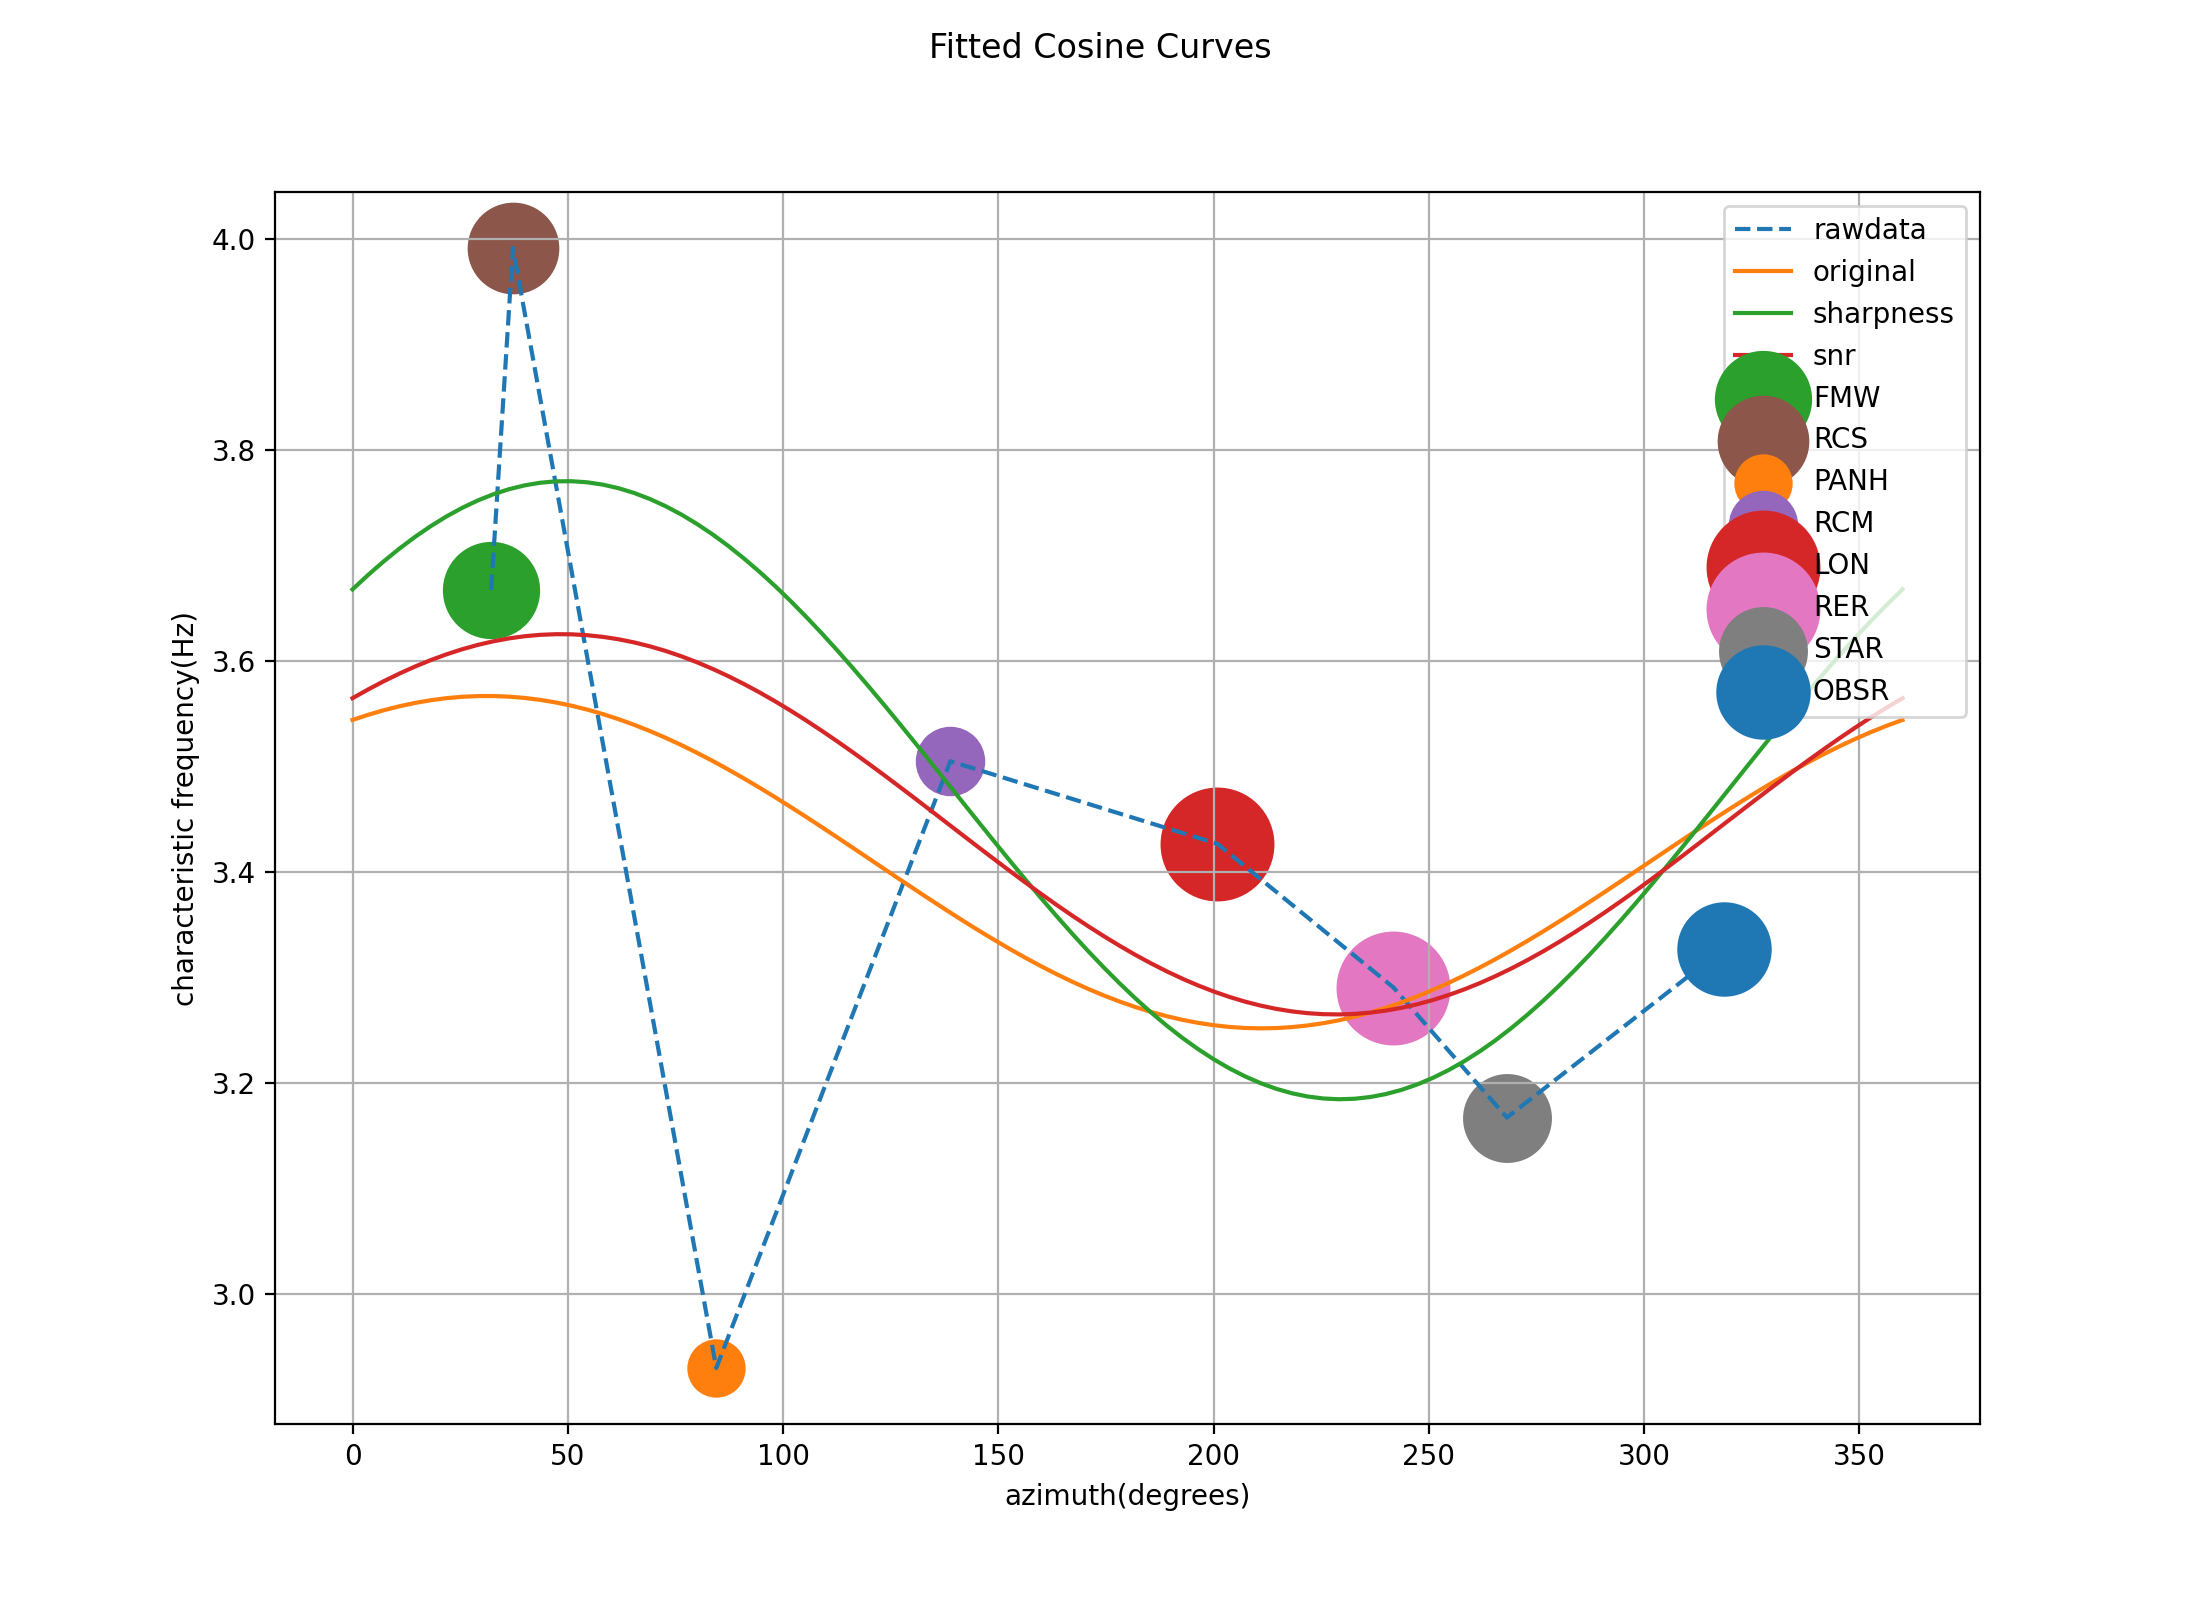 Fitted Cosine Curves
characteristic frequency(Hz)
4.0
3.8
3.6
3.4
3.2
3.0
0 50 100 150 200 250 300 350
azimuth(degrees)
rawdata
original
sharpness
snr
FMW
RCS
PANH
RCM
LON
RER
STAR
OBSR